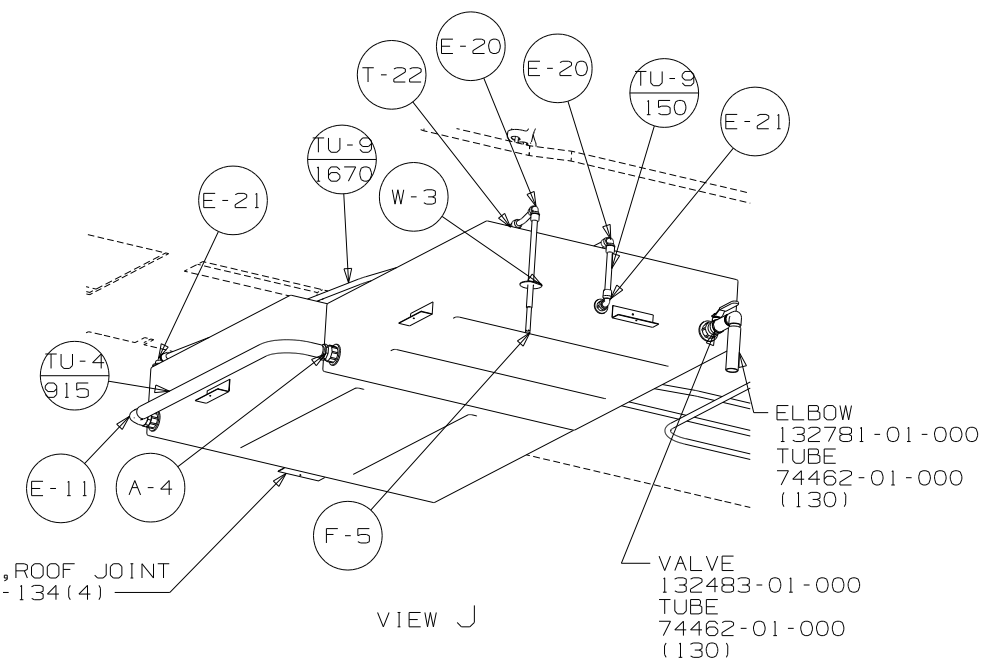 E-20
E-20
T-22
TU-9
150
E-21
TU-9
1670
W-3
E-21
TU-4
915
ELBOW
132781-01-000
TUBE
74462-01-000
(130)
E-11
A-4
F-5
,ROOF JOINT
-134(4)
VALVE
132483-01-000
TUBE
74462-01-000
(130)
VIEW J